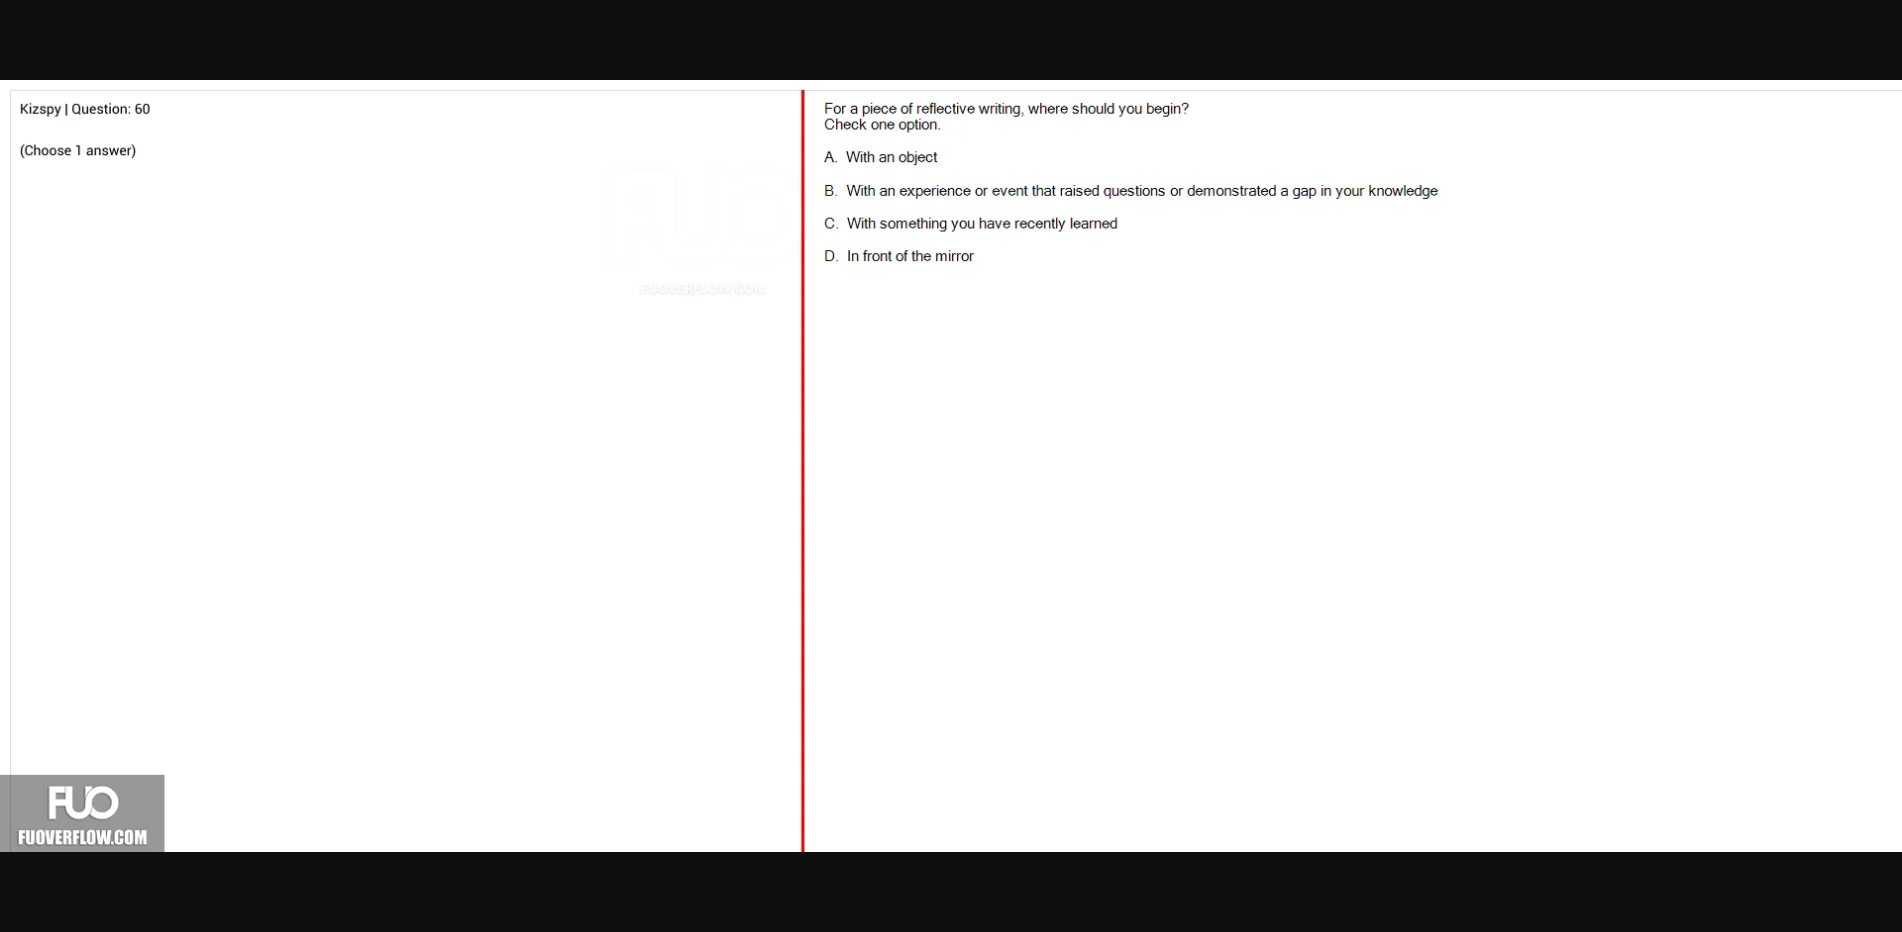 Kizspy | Question: 60
(Choose 1 answer)
For a piece of reflective writing, where should you begin?
Check one option.
A. With an object
B. With an experience or event that raised questions or demonstrated a gap in your knowledge
C. With something you have recently learned
D. In front of the mirror
FUO
FUOVERFLOW.COM
FUO
FUOVERFLOW.COM